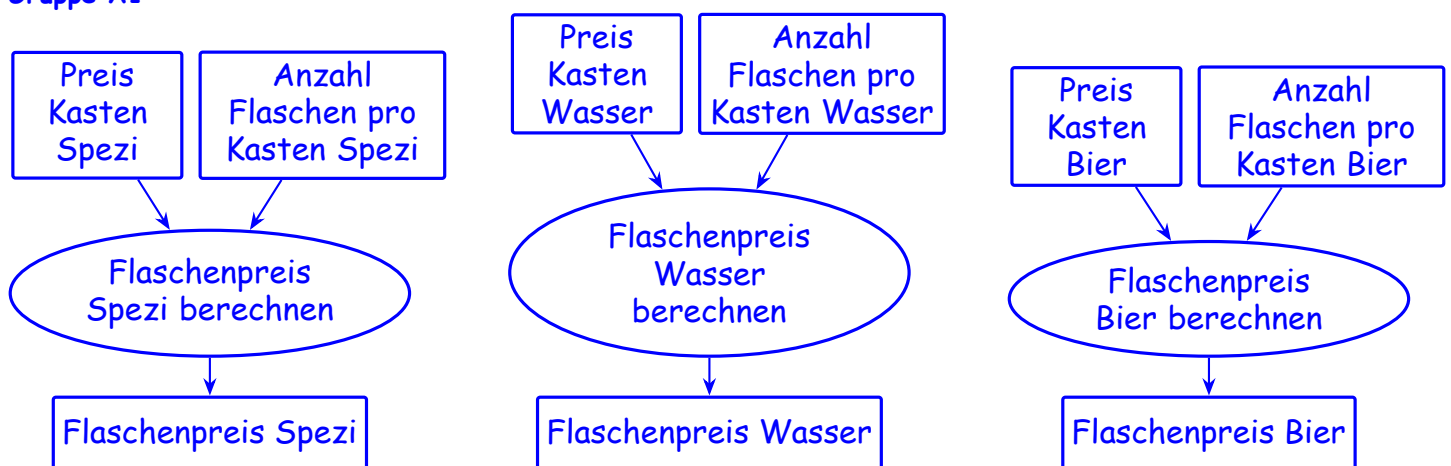 Preis
Kasten
Spezi
Anzahl
Flaschen pro
Kasten Spezi
Flaschenpreis
Spezi berechnen
Flaschenpreis Spezi
Preis
Kasten
Wasser
Anzahl
Flaschen pro
Kasten Wasser
Flaschenpreis
Wasser
berechnen
Flaschenpreis Wasser
Preis
Kasten
Bier
Anzahl
Flaschen pro
Kasten Bier
Flaschenpreis
Bier berechnen
Flaschenpreis Bier